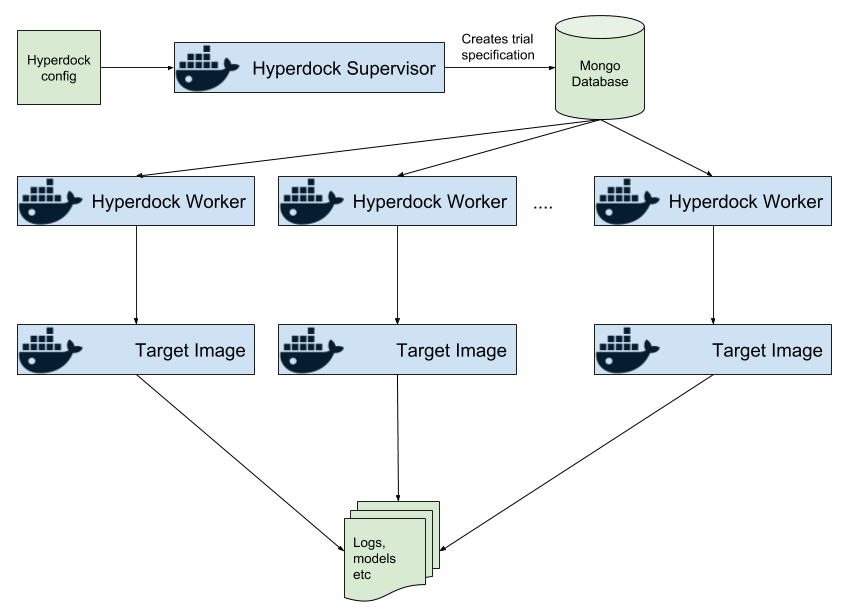 Hyperdock
config
Hyperdock Supervisor
Creates trial
specification
Mongo
Database
Hyperdock Worker
Hyperdock Worker
....
Hyperdock Worker
Target Image
Target Image
Target Image
Logs,
models
etc